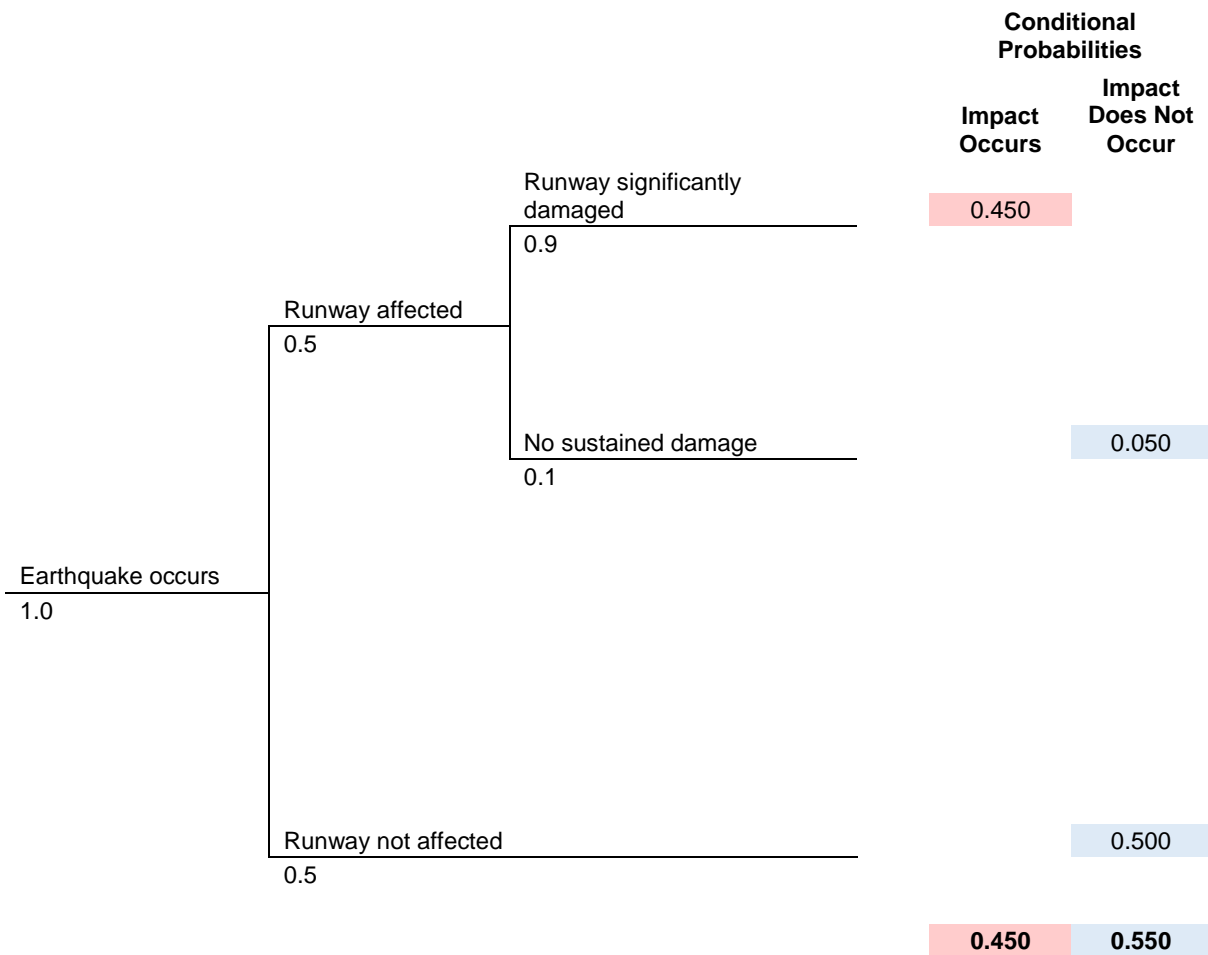 Conditional
Probabilities
Impact
Occurs
Impact
Does Not
Occur
Runway significantly
damaged
0.450
0.9
Runway affected
0.5
No sustained damage
0.050
0.1
Earthquake occurs
1.0
Runway not affected
0.500
0.5
0.450 0.550